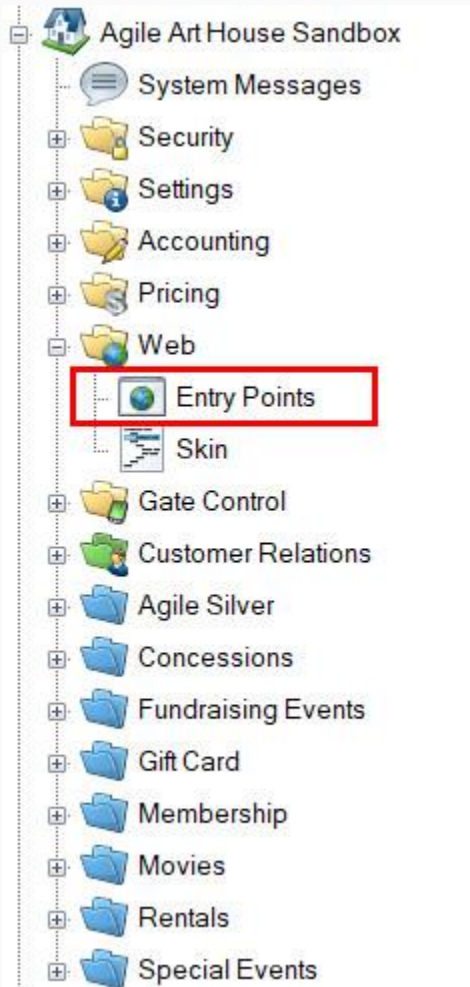 Agile Art House Sandbox
System Messages
Security
Settings
Accounting
Pricing
Web
Entry Points
Skin
Gate Control
Customer Relations
Agile Silver
Concessions
Fundraising Events
Gift Card
Membership
Movies
Rentals
Special Events